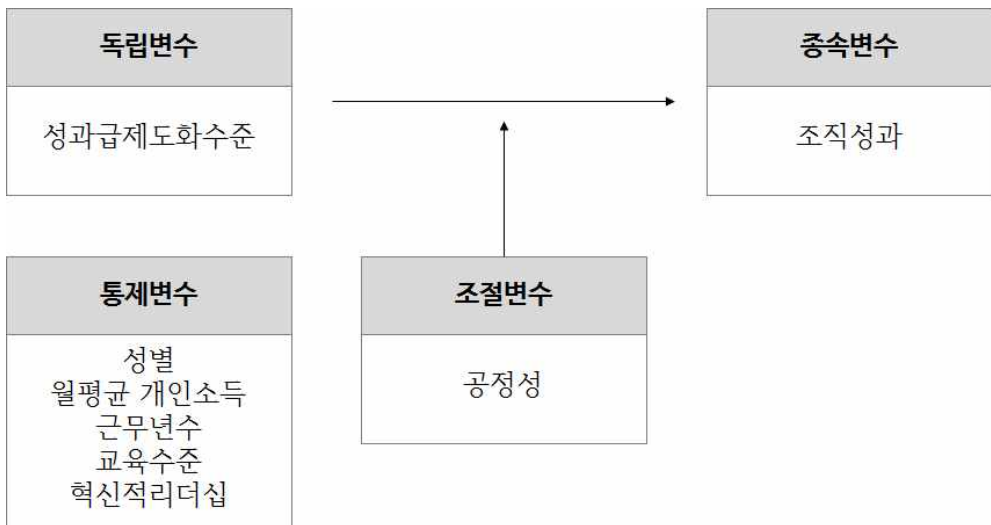 독립변수
성과급제도화수준
종속변수
조직성과
통제변수
성별
월평균 개인소득
근무년수
교육수준
혁신적리더십
조절변수
공정성